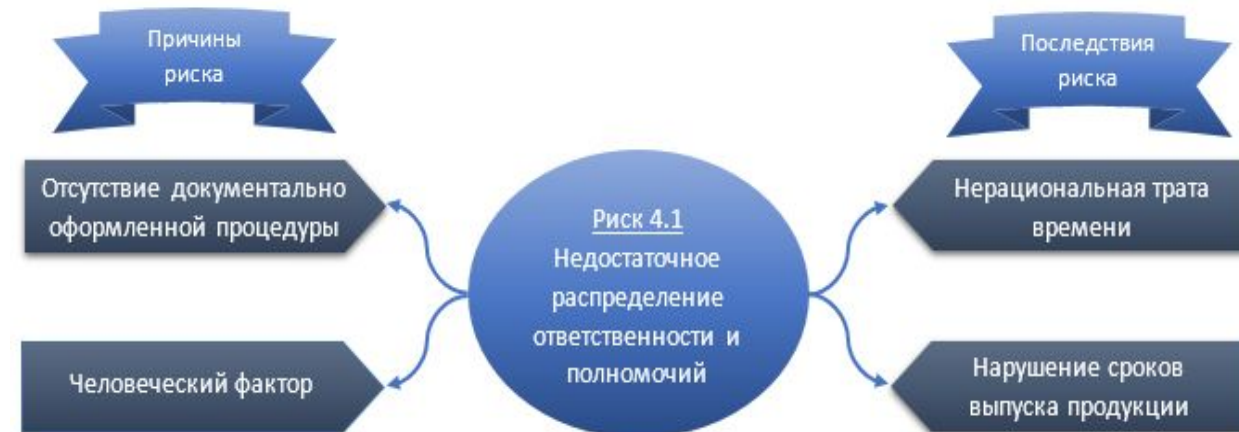 Причины
риска
Последствия
риска
Отсутствие документально
оформленной процедуры
Человеческий фактор
Риск 4.1
Недостаточное
распределение
ответственности и
полномочий
Нерациональная трата
времени
Нарушение сроков
выпуска продукции